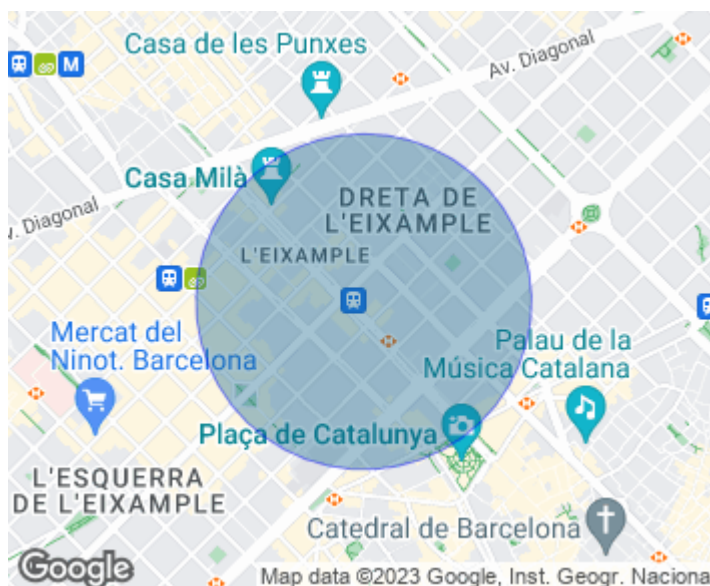 Casa de les Punxes
M
Av. Diagonal
Casa Milà
DRETA DE
L'EIXAMPLE
v. Diagonal
L'EIXAMPLE
Mercat del
Ninot. Barcelona
Palau de la
Música Catalana
Plaça de Catalunya
L'ESQUERRA
DE L'EIXAMPLE
Catedral de Barcelona
Google
Map data ©2023 Google, Inst. Geogr. Naciona